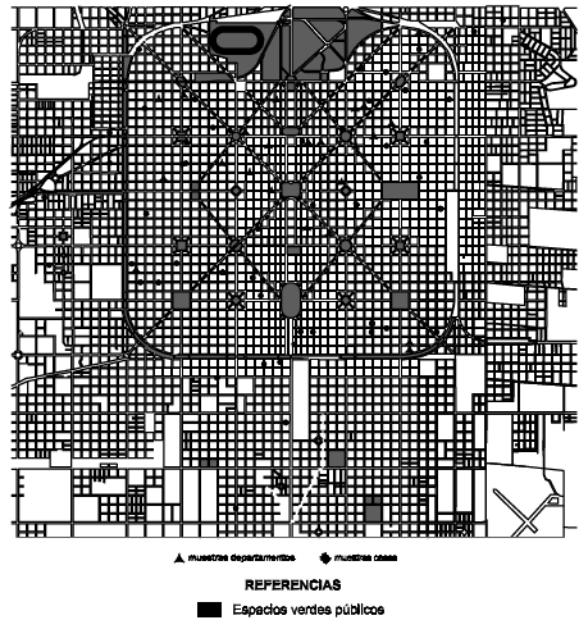 muestras departamentos muestras casas
REFERENCIAS
Espacios verdes públicos